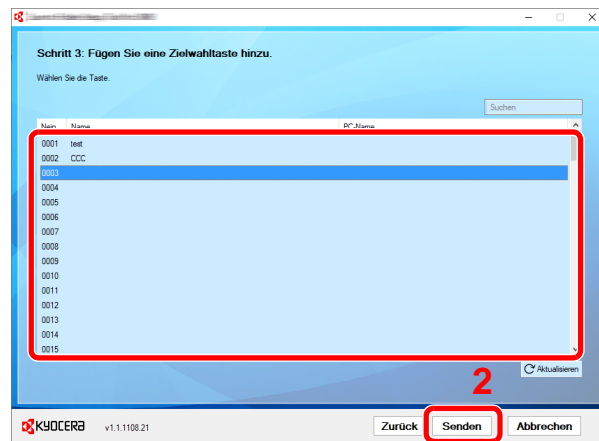 Schritt 3: Fügen Sie eine Zielwahltaste hinzu.
Wählen Sie die Taste.
Suchen
Nein Name PC-Name
0001 test
0002 CCC
0003
0004
0005
0006
0007
0008
0009
0010
0011
0012
0013
0014
0015
Aktualisieren
2
KYOCERA v1.1.1108.21 Zurück Senden Abbrechen